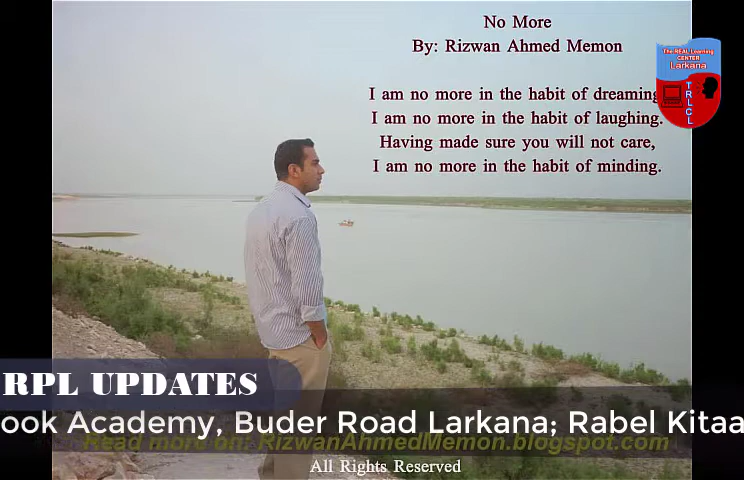 No More
By: Rizwan Ahmed Memon
I am no more in the habit of dreaming.
I am no more in the habit of laughing.
Having made sure you will not care,
I am no more in the habit of minding.
The REAL Learning
CENTER
Larkana
TRLCL
RPL UPDATES
ook Academy, Buder Road Larkana; Rabel Kitaa
Read more on: RizwanAhmedMemon.blogspot.com
All Rights Reserved